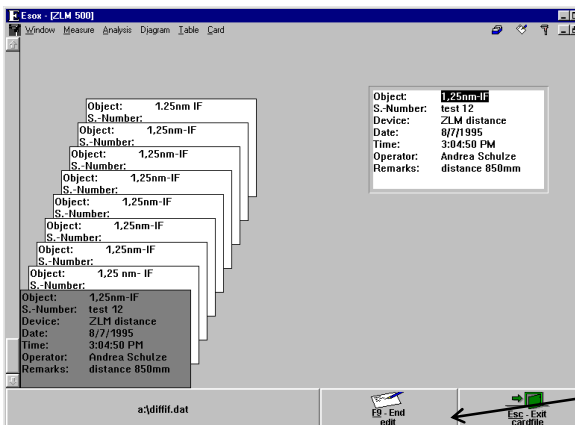 Esox - [ZLM 500]
Window Measure Analysis Djagram Table Card
Object: 1.25nm IF
S.-Number:
Object: 1,25nm-IF
S.-Number:
Object: 1,25nm-IF
S.-Number:
Object: 1,25nm-IF
S.-Number:
Object: 1,25nm-IF
S.-Number:
Object: 1,25nm-IF
S.-Number:
Object: 1,25nm-IF
S.-Number:
Object: 1,25 nm- IF
S.-Number:
Object: 1,25nm-IF
S.-Number: test 12
Device: ZLM distance
Date: 8/7/1995
Time: 3:04:50 PM
Operator: Andrea Schulze
Remarks: distance 850mm
Object: 1,25nm-IF
S.-Number: test 12
Device: ZLM distance
Date: 8/7/1995
Time: 3:04:50 PM
Operator: Andrea Schulze
Remarks: distance 850mm
a:\diffif.dat
F9 - End
edit
Esc - Exit
cardfile